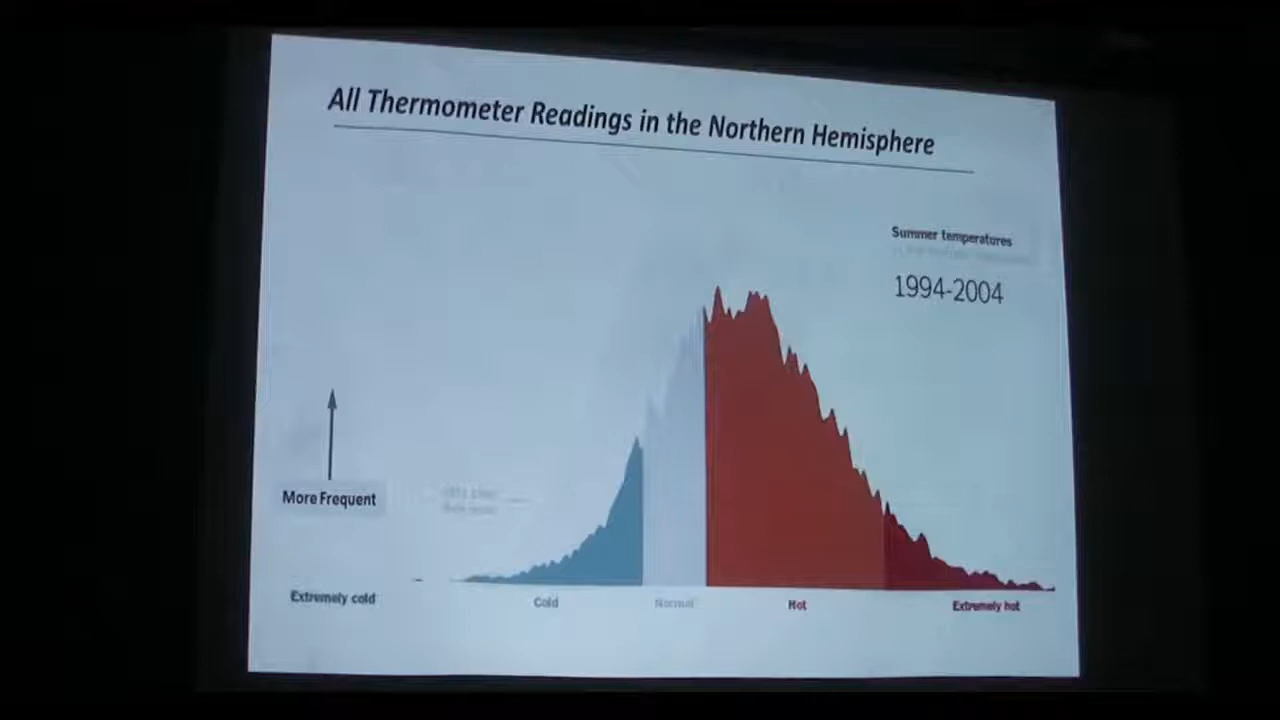 All Thermometer Readings in the Northern Hemisphere
Summer temperatures
1994-2004
More Frequent
Extremely cold
Cold
Normal
Hot
Extremely hot